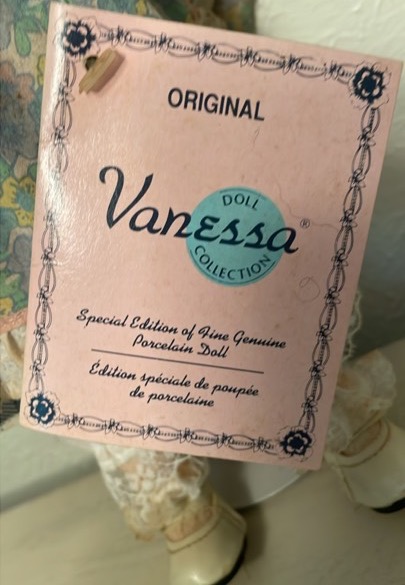 ORIGINAL
DOLL
Vanessa®
COLLECTION
Special Edition of Fine Genuine
Porcelain Doll
Édition spéciale de poupée
de porcelaine